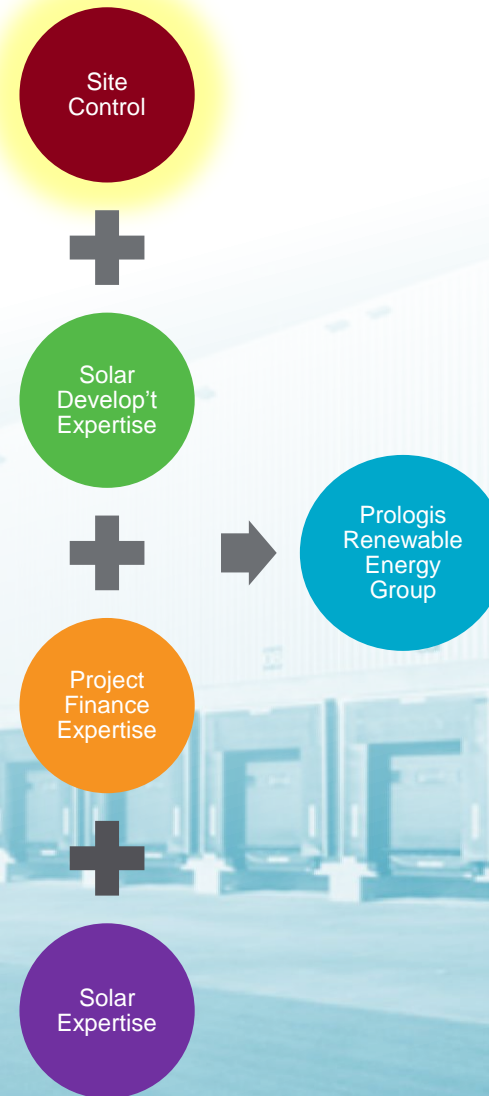 Site
Control
Solar
Develop't
Expertise
Prologis
Renewable
Energy
Group
Project
Finance
Expertise
Solar
Expertise